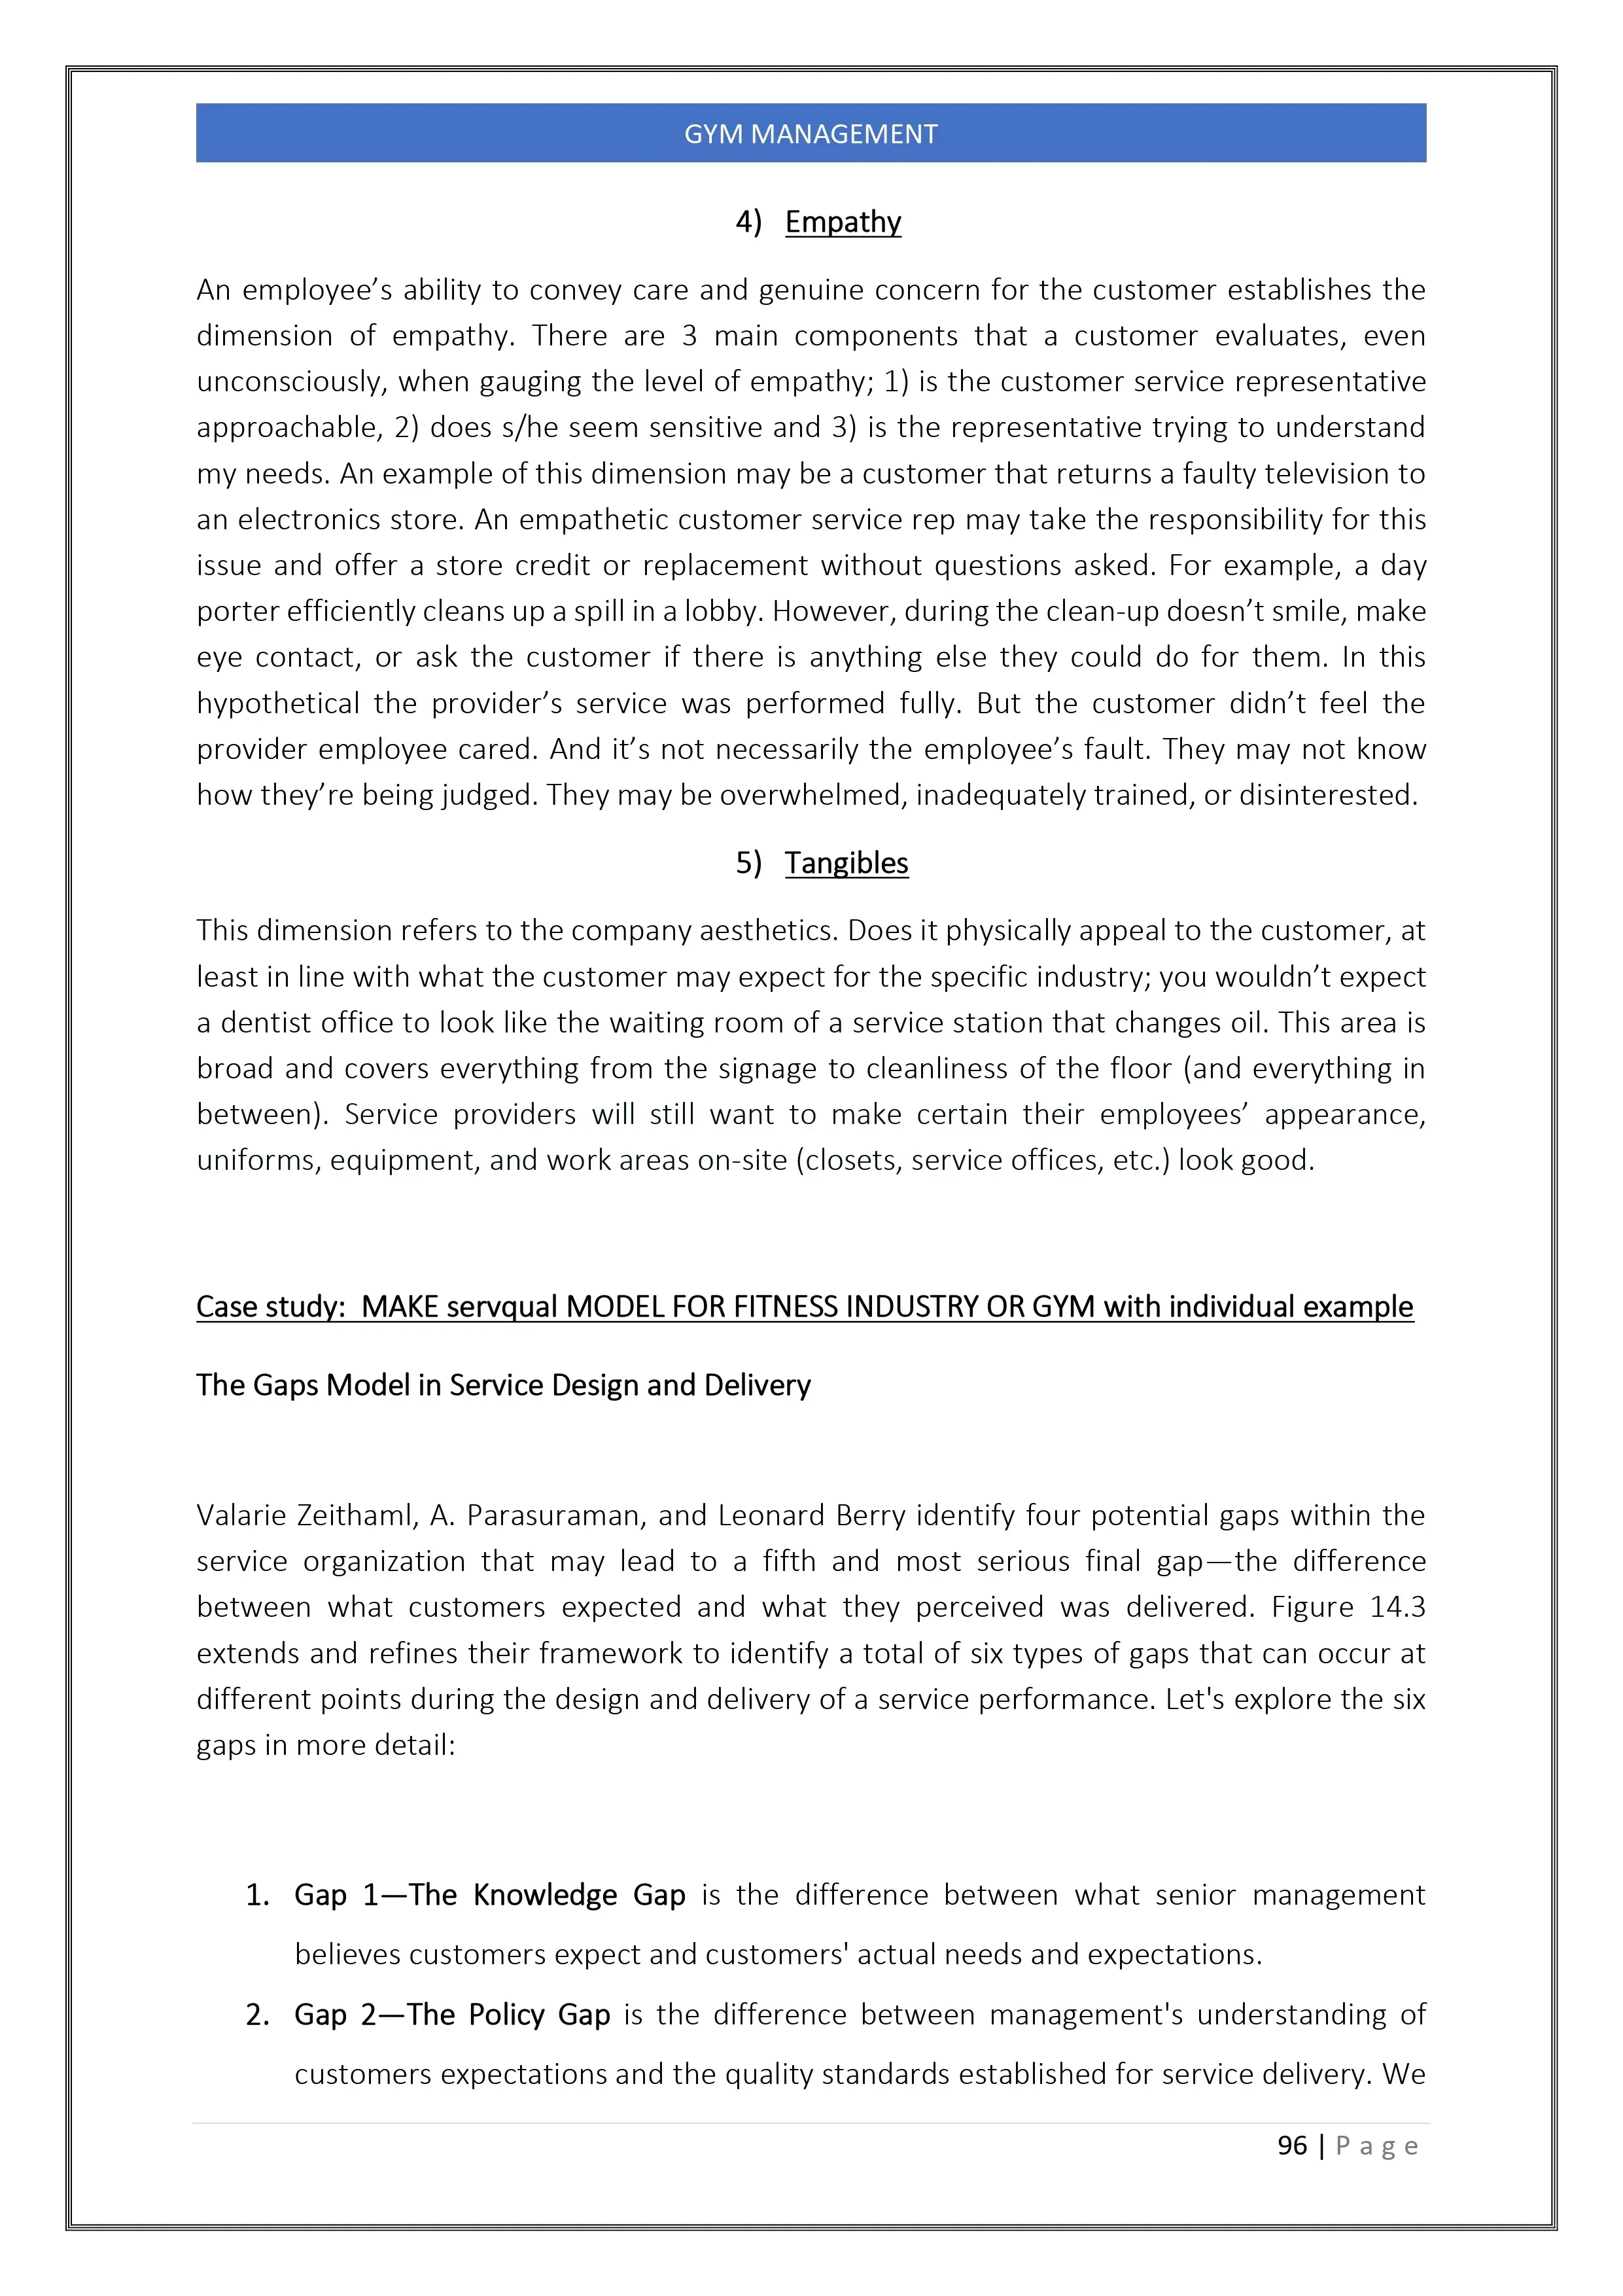 GYM MANAGEMENT
4) Empathy
An employee’s ability to convey care and genuine concern for the customer establishes the
dimension of empathy. There are 3 main components that a customer evaluates, even
unconsciously, when gauging the level of empathy; 1) is the customer service representative
approachable, 2) does s/he seem sensitive and 3) is the representative trying to understand
my needs. An example of this dimension may be a customer that returns a faulty television to
an electronics store. An empathetic customer service rep may take the responsibility for this
issue and offer a store credit or replacement without questions asked. For example, a day
porter efficiently cleans up a spill in a lobby. However, during the clean-up doesn’t smile, make
eye contact, or ask the customer if there is anything else they could do for them. In this
hypothetical the provider’s service was performed fully. But the customer didn’t feel the
provider employee cared. And it’s not necessarily the employee’s fault. They may not know
how they’re being judged. They may be overwhelmed, inadequately trained, or disinterested.
5) Tangibles
This dimension refers to the company aesthetics. Does it physically appeal to the customer, at
least in line with what the customer may expect for the specific industry; you wouldn’t expect
a dentist office to look like the waiting room of a service station that changes oil. This area is
broad and covers everything from the signage to cleanliness of the floor (and everything in
between). Service providers will still want to make certain their employees’ appearance,
uniforms, equipment, and work areas on-site (closets, service offices, etc.) look good.
Case study:  MAKE servqual MODEL FOR FITNESS INDUSTRY OR GYM with individual example
The Gaps Model in Service Design and Delivery
Valarie Zeithaml, A. Parasuraman, and Leonard Berry identify four potential gaps within the
service organization that may lead to a fifth and most serious final gap—the difference
between what customers expected and what they perceived was delivered. Figure 14.3
extends and refines their framework to identify a total of six types of gaps that can occur at
different points during the design and delivery of a service performance. Let's explore the six
gaps in more detail:
1. Gap 1—The Knowledge Gap is the difference between what senior management
believes customers expect and customers' actual needs and expectations.
2. Gap 2—The Policy Gap is the difference between management's understanding of
customers expectations and the quality standards established for service delivery. We
96 | P a g e